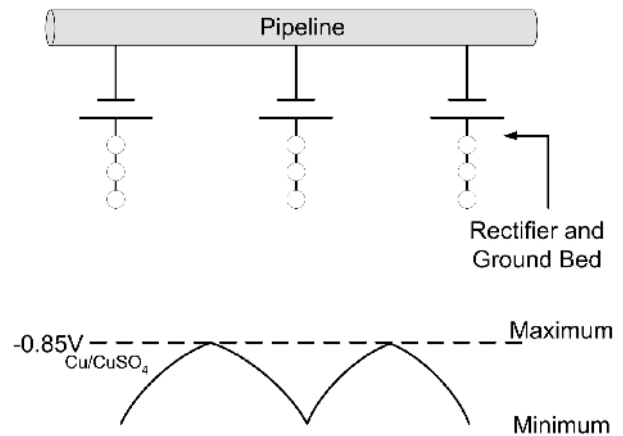 Pipeline
Rectifier and
Ground Bed
-0.85V
Cu/CuSO₄
Maximum
Minimum